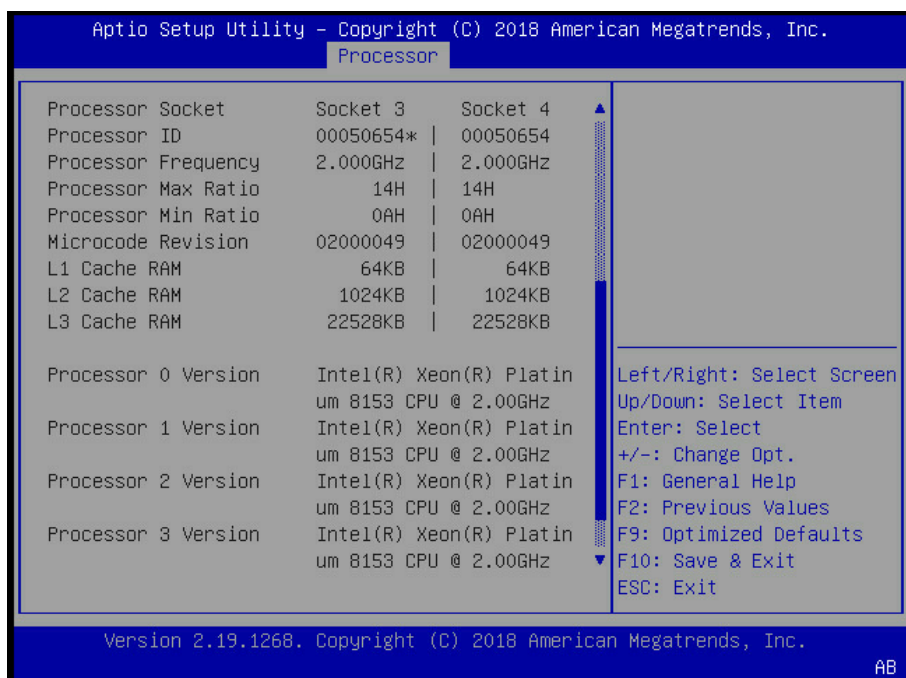 Aptio Setup Utility – Copyright (C) 2018 American Megatrends, Inc.
Processor
Processor Socket Socket 3 Socket 4
Processor ID 00050654* | 00050654
Processor Frequency 2.000GHz | 2.000GHz
Processor Max Ratio 14H | 14H
Processor Min Ratio 0AH | 0AH
Microcode Revision 02000049 | 02000049
L1 Cache RAM 64KB | 64KB
L2 Cache RAM 1024KB | 1024KB
L3 Cache RAM 22528KB | 22528KB
Processor 0 Version Intel(R) Xeon(R) Platin
um 8153 CPU @ 2.00GHz
Processor 1 Version Intel(R) Xeon(R) Platin
um 8153 CPU @ 2.00GHz
Processor 2 Version Intel(R) Xeon(R) Platin
um 8153 CPU @ 2.00GHz
Processor 3 Version Intel(R) Xeon(R) Platin
um 8153 CPU @ 2.00GHz
Left/Right: Select Screen
Up/Down: Select Item
Enter: Select
+/-: Change Opt.
F1: General Help
F2: Previous Values
F9: Optimized Defaults
F10: Save & Exit
ESC: Exit
Version 2.19.1268. Copyright (C) 2018 American Megatrends, Inc.
AB